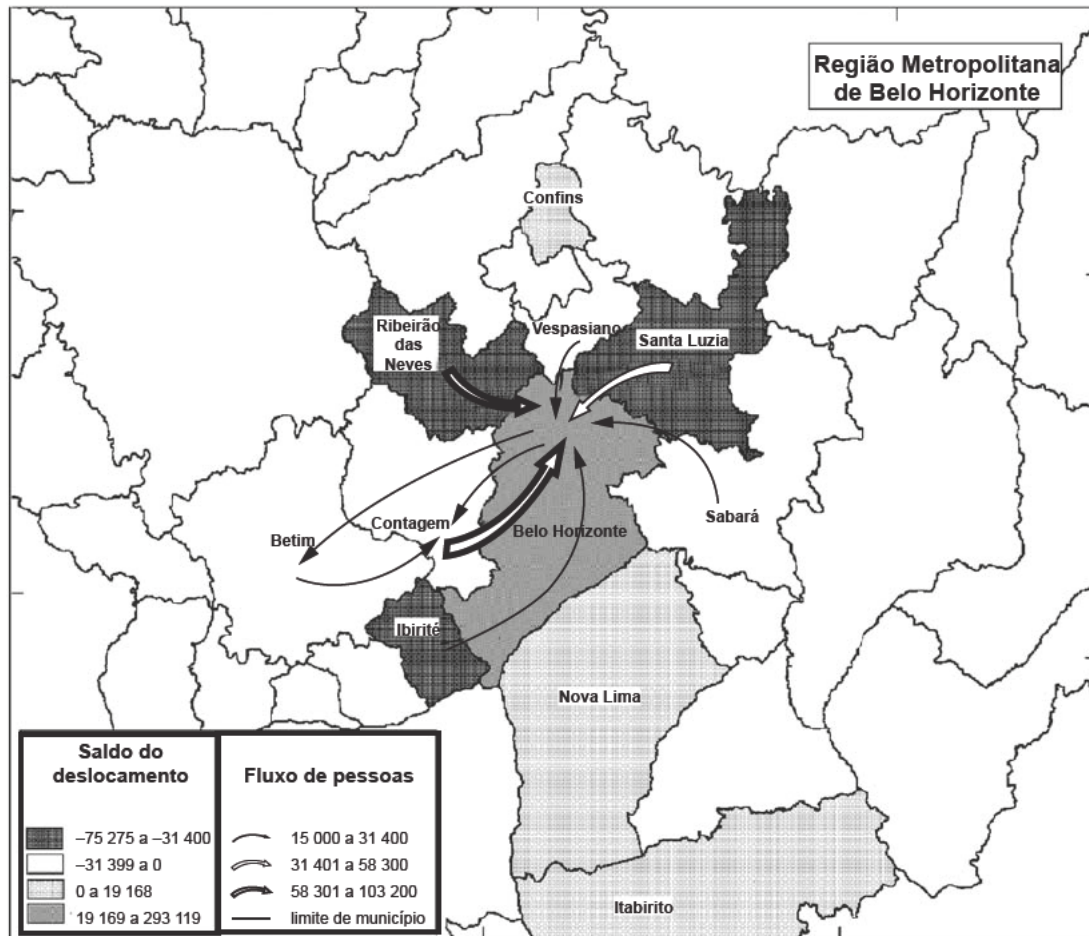 Região Metropolitana
de Belo Horizonte
Confins
Ribeirão
das
Neves
Vespasiano
Santa Luzia
Contagem
Betim
Belo Horizonte
Sabará
Ibirité
Nova Lima
Itabirito
Saldo do
deslocamento
–75 275 a –31 400
–31 399 a 0
0 a 19 168
19 169 a 293 119
Fluxo de pessoas
15 000 a 31 400
31 401 a 58 300
58 301 a 103 200
limite de município